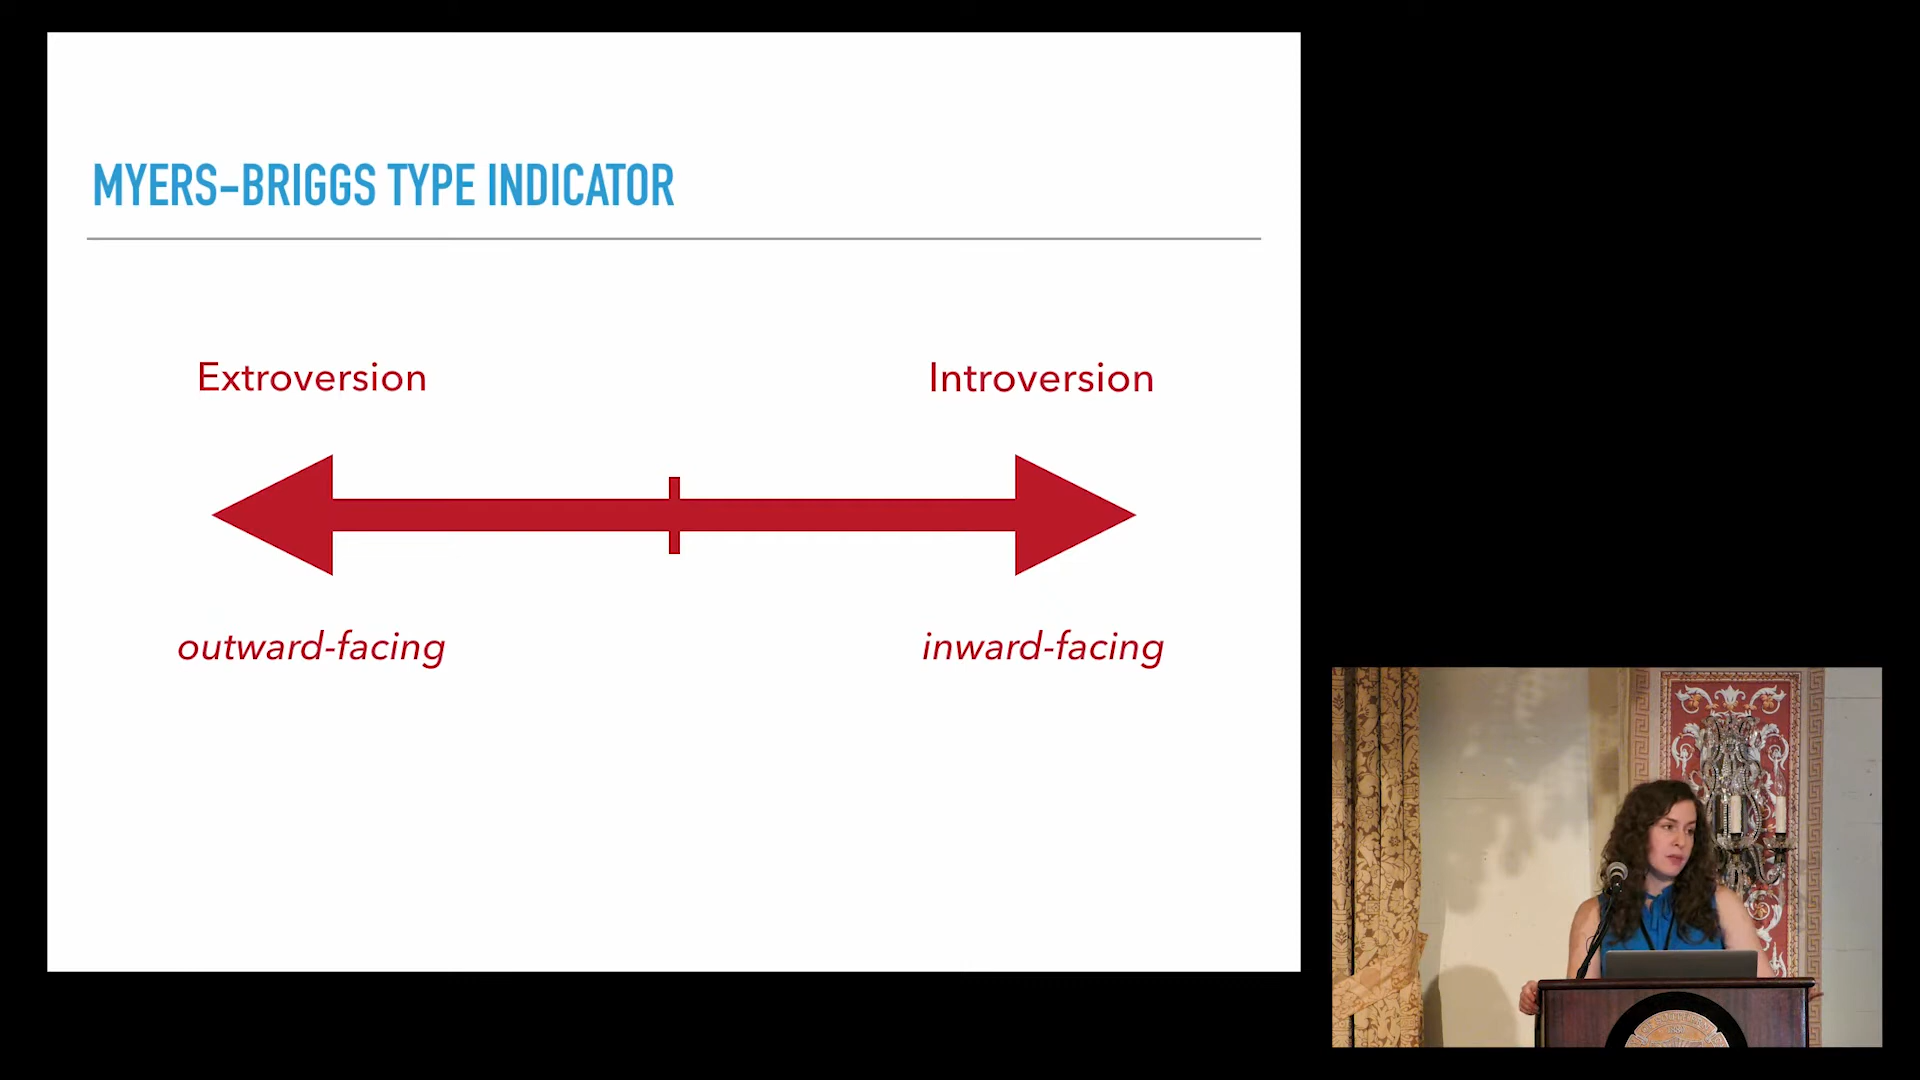 MYERS-BRIGGS TYPE INDICATOR
Extroversion
Introversion
outward-facing
inward-facing